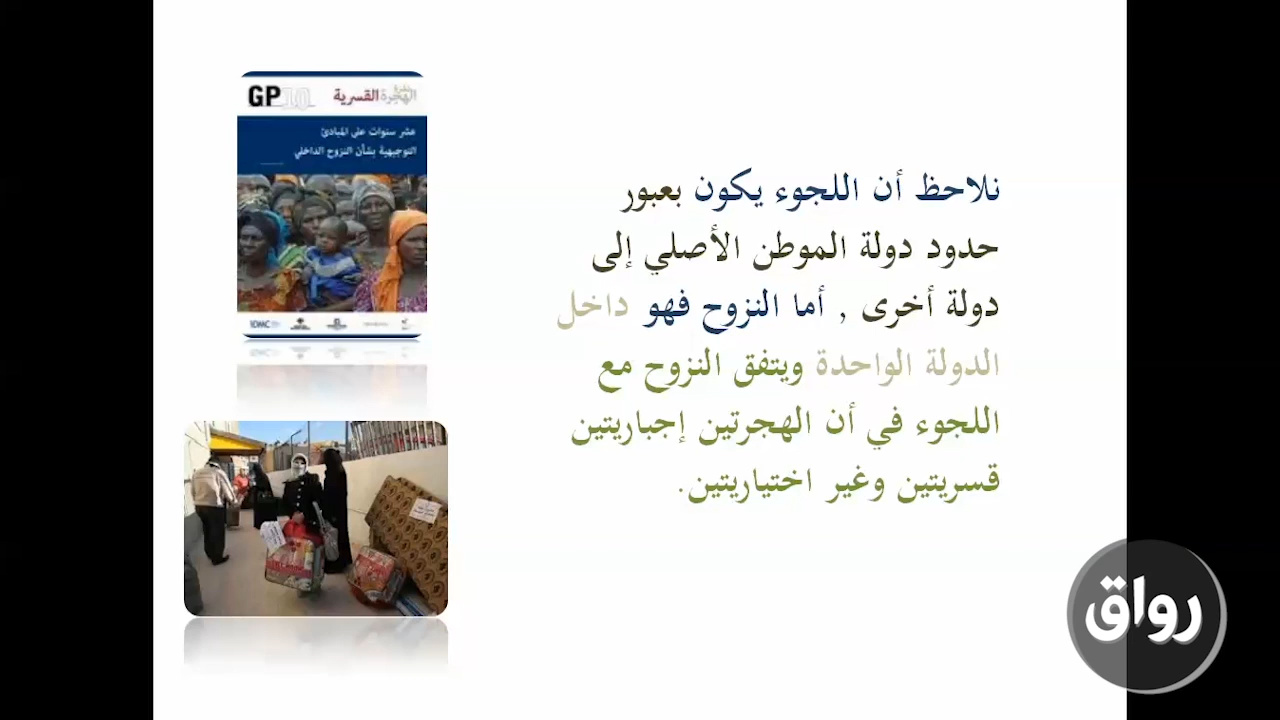 نلاحظ أن اللجوء يكون بعبور
حدود دولة الموطن الأصلي إلى
دولة أخرى , أما النزوح فهو داخل
الدولة الواحدة ويتفق النزوح مع
اللجوء في أن الهجرتين إجباريتين
قسريتين وغير اختياريتين.
GP10
الهجرة القسرية
عشر سنوات على المبادئ
التوجيهية بشأن النزوح الداخلي
IDMC
رواق